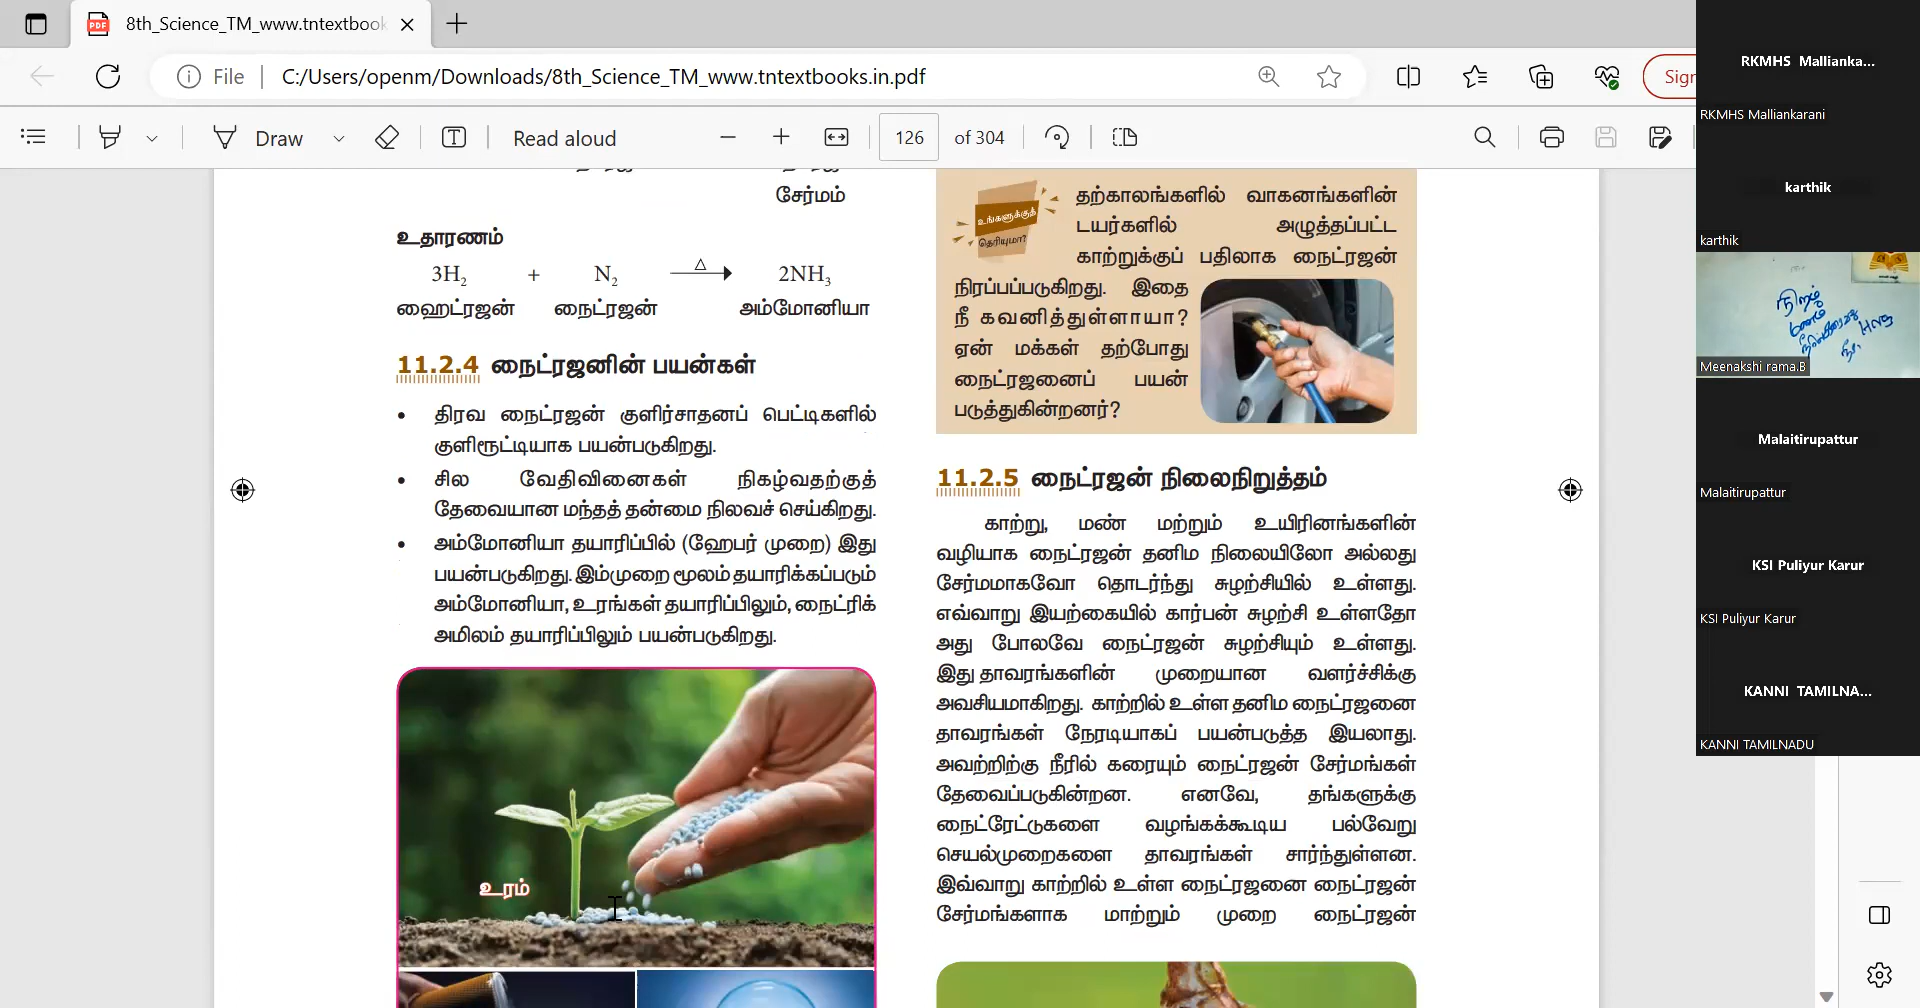 8th_Science_TM_www.tntextbook
File
C:/Users/openm/Downloads/8th_Science_TM_www.tntextbooks.in.pdf
Sign
Draw
Read aloud
126 of 304
சேர்மம்
உதாரணம்
3H₂ + N₂ △ 2NH₃
ஹைட்ரஜன் நைட்ரஜன் அம்மோனியா
11.2.4 நைட்ரஜனின் பயன்கள்
• திரவ நைட்ரஜன் குளிர்சாதனப் பெட்டிகளில்
குளிரூட்டியாக பயன்படுகிறது.
• சில வேதிவினைகள் நிகழ்வதற்குத்
தேவையான மந்தத் தன்மை நிலவச் செய்கிறது.
• அம்மோனியா தயாரிப்பில் (ஹேபர் முறை) இது
பயன்படுகிறது. இம்முறை மூலம் தயாரிக்கப்படும்
அம்மோனியா, உரங்கள் தயாரிப்பிலும், நைட்ரிக்
அமிலம் தயாரிப்பிலும் பயன்படுகிறது.
உரம்
உங்களுக்குத்
தெரியுமா?
தற்காலங்களில் வாகனங்களின்
டயர்களில் அழுத்தப்பட்ட
காற்றுக்குப் பதிலாக நைட்ரஜன்
நிரப்பப்படுகிறது. இதை
நீ கவனித்துள்ளாயா?
ஏன் மக்கள் தற்போது
நைட்ரஜனைப் பயன்
படுத்துகின்றனர்?
11.2.5 நைட்ரஜன் நிலைநிறுத்தம்
காற்று, மண் மற்றும் உயிரினங்களின்
வழியாக நைட்ரஜன் தனிம நிலையிலோ அல்லது
சேர்மமாகவோ தொடர்ந்து சுழற்சியில் உள்ளது.
எவ்வாறு இயற்கையில் கார்பன் சுழற்சி உள்ளதோ
அது போலவே நைட்ரஜன் சுழற்சியும் உள்ளது.
இது தாவரங்களின் முறையான வளர்ச்சிக்கு
அவசியமாகிறது. காற்றில் உள்ள தனிம நைட்ரஜனை
தாவரங்கள் நேரடியாகப் பயன்படுத்த இயலாது.
அவற்றிற்கு நீரில் கரையும் நைட்ரஜன் சேர்மங்கள்
தேவைப்படுகின்றன. எனவே, தங்களுக்கு
நைட்ரேட்டுகளை வழங்கக்கூடிய பல்வேறு
செயல்முறைகளை தாவரங்கள் சார்ந்துள்ளன.
இவ்வாறு காற்றில் உள்ள நைட்ரஜனை நைட்ரஜன்
சேர்மங்களாக மாற்றும் முறை நைட்ரஜன்
RKMHS Mallianka...
RKMHS Malliankarani
karthik
karthik
நிறம்
மணம்
Meenakshi rama.B
Malaitirupattur
Malaitirupattur
KSI Puliyur Karur
KSI Puliyur Karur
KANNI TAMILNA...
KANNI TAMILNADU